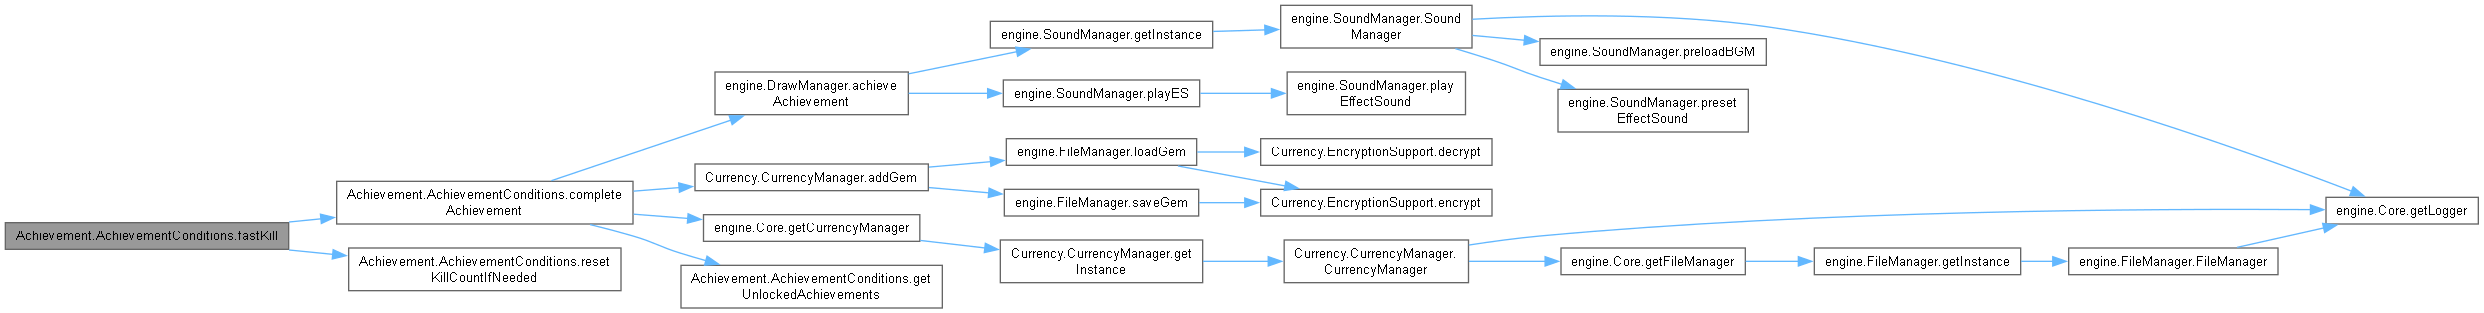 Achievement.AchievementConditions.fastKill
Achievement.AchievementConditions.complete
Achievement
Achievement.AchievementConditions.reset
KillCountIfNeeded
engine.DrawManager.achieve
Achievement
Currency.CurrencyManager.addGem
engine.Core.getCurrencyManager
Achievement.AchievementConditions.get
UnlockedAchievements
engine.SoundManager.getInstance
engine.SoundManager.playES
engine.FileManager.loadGem
engine.FileManager.saveGem
Currency.CurrencyManager.get
Instance
engine.SoundManager.Sound
Manager
engine.SoundManager.play
EffectSound
Currency.EncryptionSupport.decrypt
Currency.EncryptionSupport.encrypt
Currency.CurrencyManager.
CurrencyManager
engine.SoundManager.preloadBGM
engine.SoundManager.preset
EffectSound
engine.Core.getFileManager
engine.FileManager.getInstance
engine.FileManager.FileManager
engine.Core.getLogger